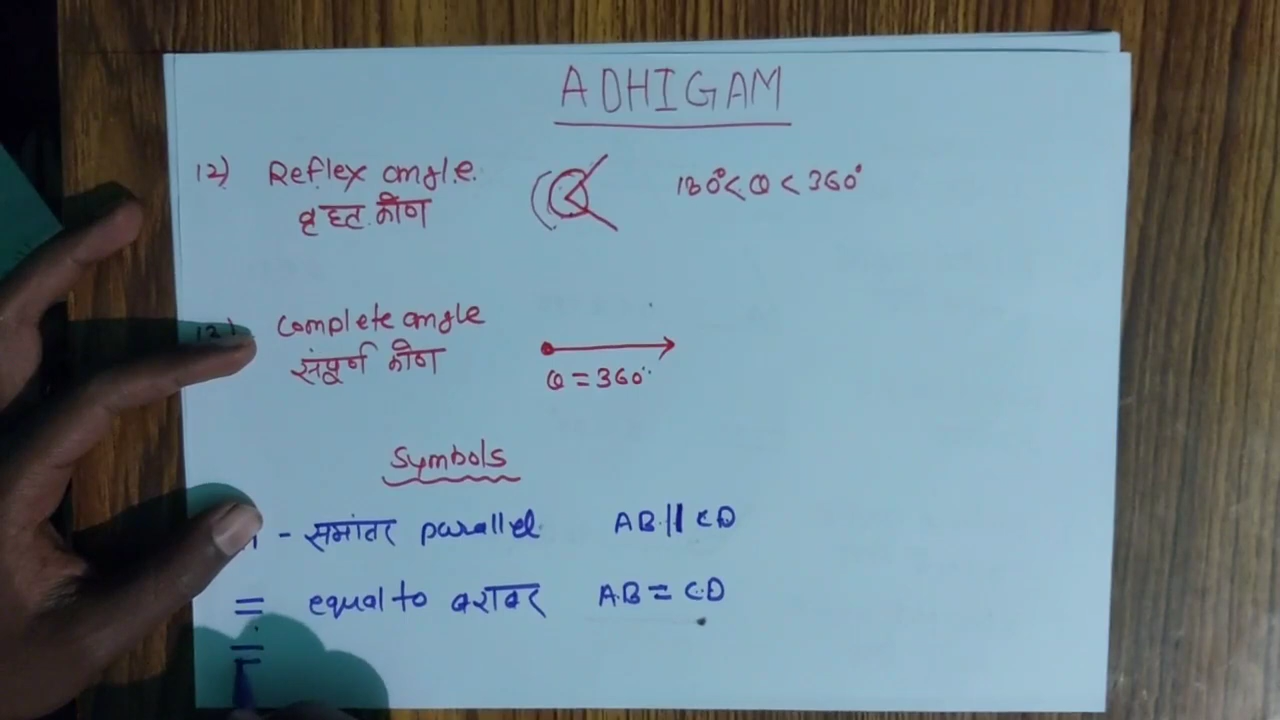 ADHIGAM
12) Reflex angle 180° < θ < 360°
वृहत कोण
Complete angle
संपूर्ण कोण
θ = 360°
Symbols
- समांतर parallel AB || CD
= equal to बराबर AB = CD